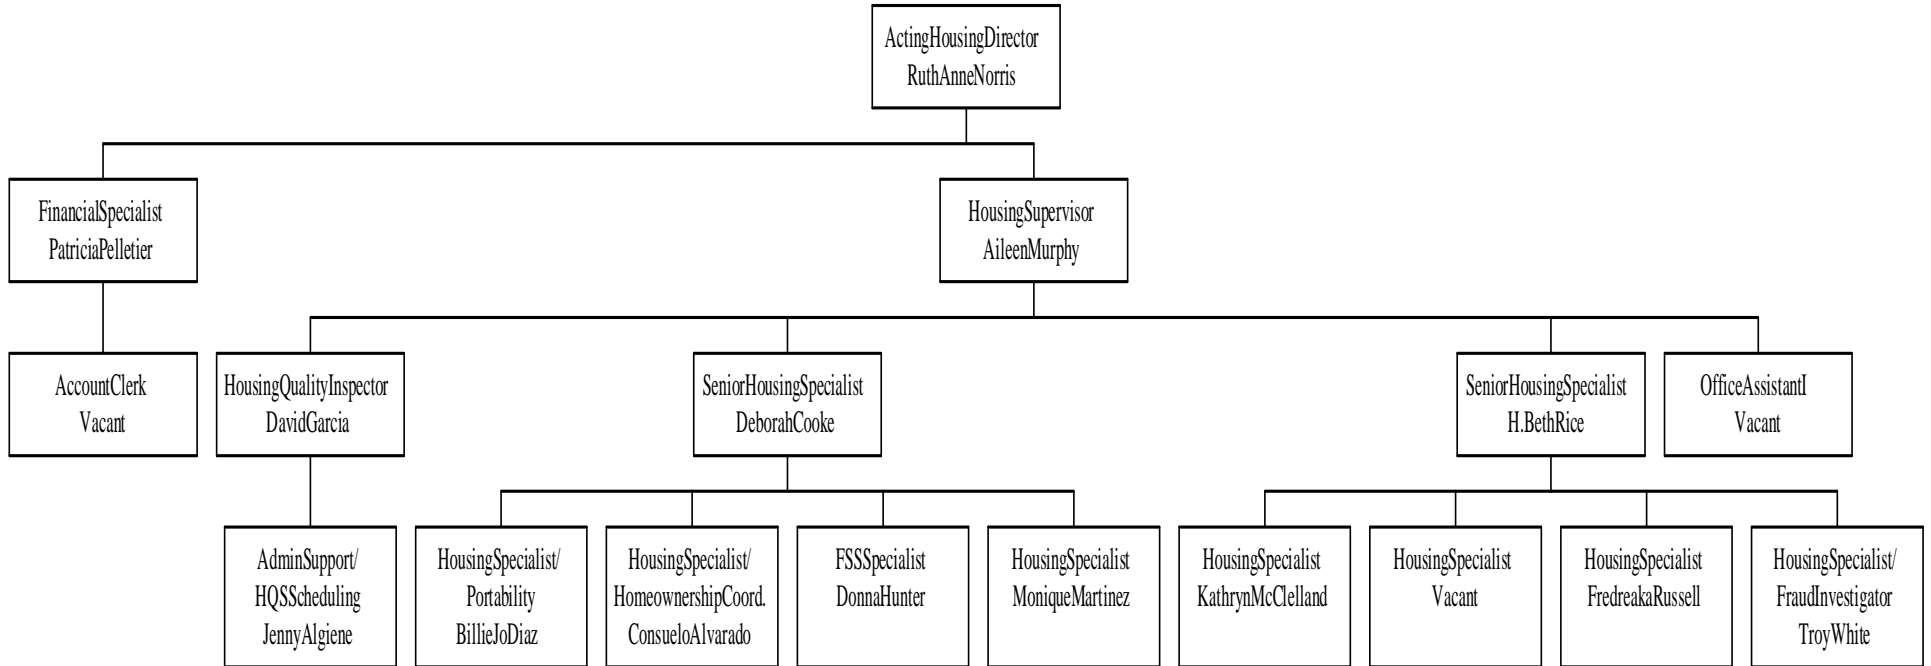 ActingHousingDirector
RuthAnneNorris
FinancialSpecialist
PatriciaPelletier
HousingSupervisor
AileenMurphy
AccountClerk
Vacant
HousingQualityInspector
DavidGarcia
SeniorHousingSpecialist
DeborahCooke
SeniorHousingSpecialist
H.BethRice
OfficeAssistantI
Vacant
AdminSupport/
HQSScheduling
JennyAlgiene
HousingSpecialist/
Portability
BillieJoDiaz
HousingSpecialist/
HomeownershipCoord.
ConsueloAlvarado
FSSSpecialist
DonnaHunter
HousingSpecialist
MoniqueMartinez
HousingSpecialist
KathrynMcClelland
HousingSpecialist
Vacant
HousingSpecialist
FredreakaRussell
HousingSpecialist/
FraudInvestigator
TroyWhite